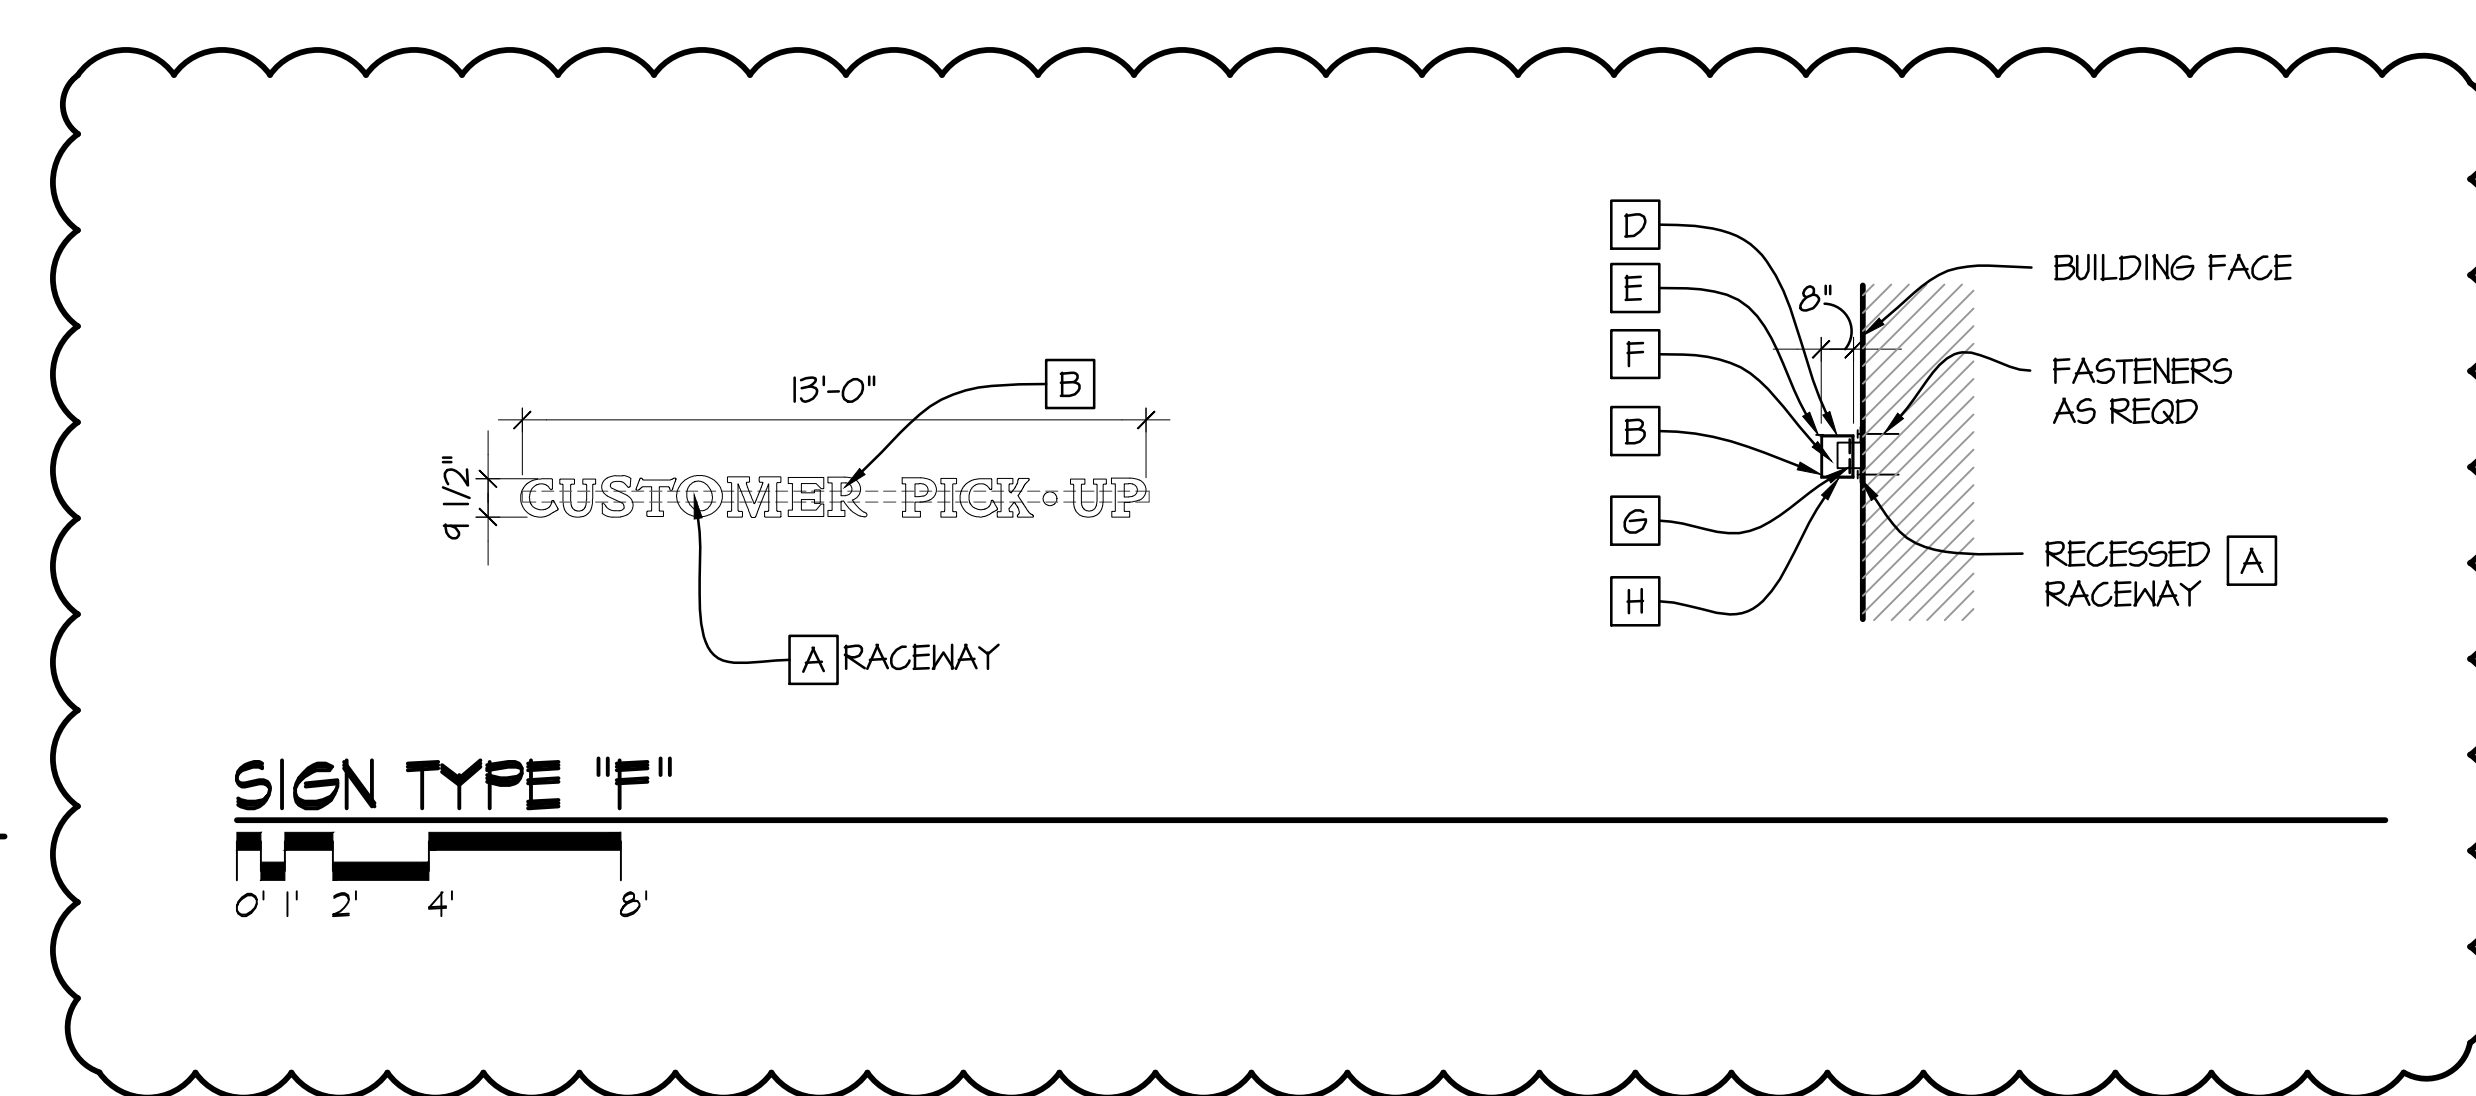 13'-0"
B
9 1/2"
CUSTOMER PICK•UP
A RACEWAY
D
E
F
B
G
H
8"
BUILDING FACE
FASTENERS
AS REQD
RECESSED A
RACEWAY
SIGN TYPE "F"
0' 1' 2' 4' 8'